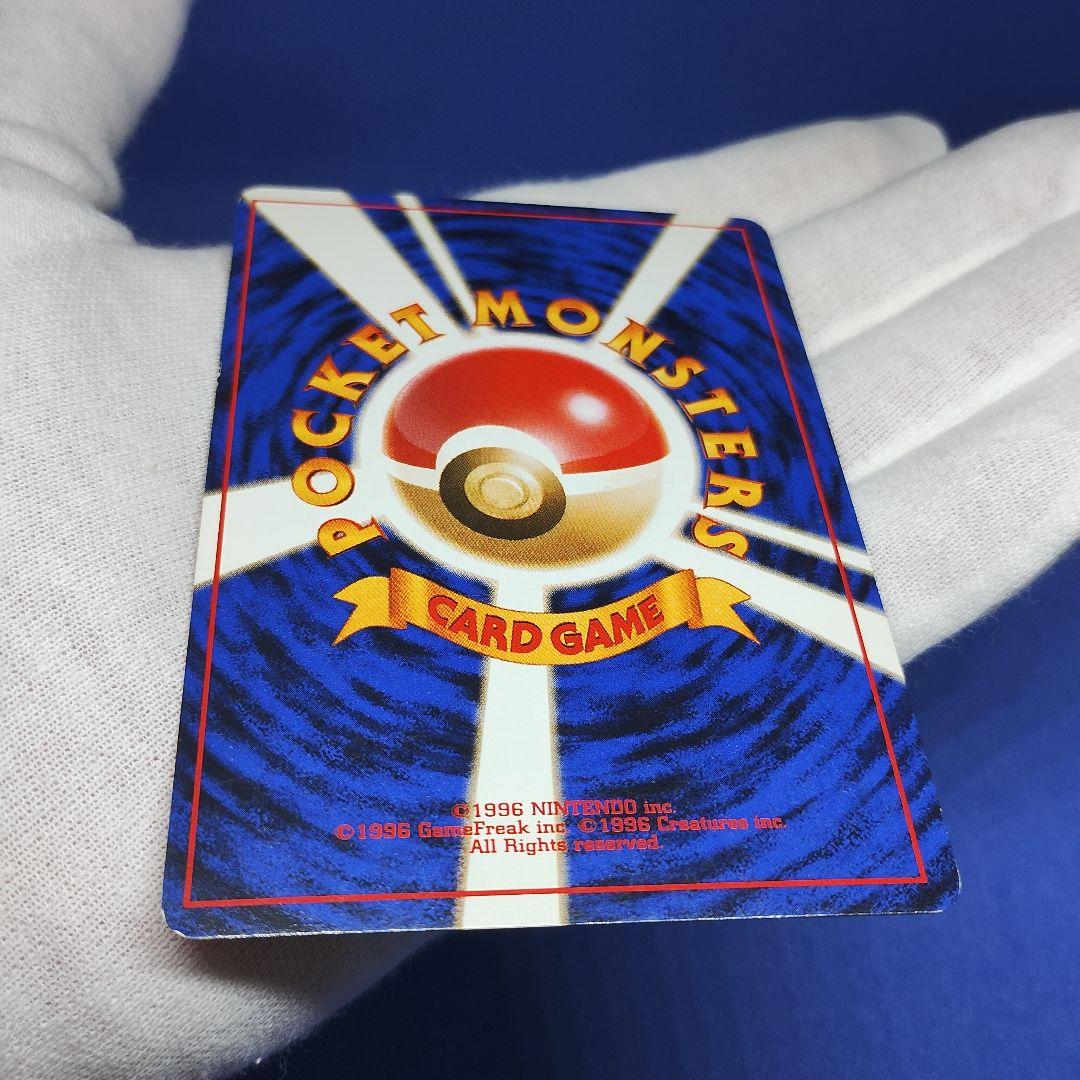 POCKET MONSTERS
CARD GAME
©1996 NINTENDO inc.
©1996 GameFreak inc. ©1996 Creatures inc.
All Rights reserved.